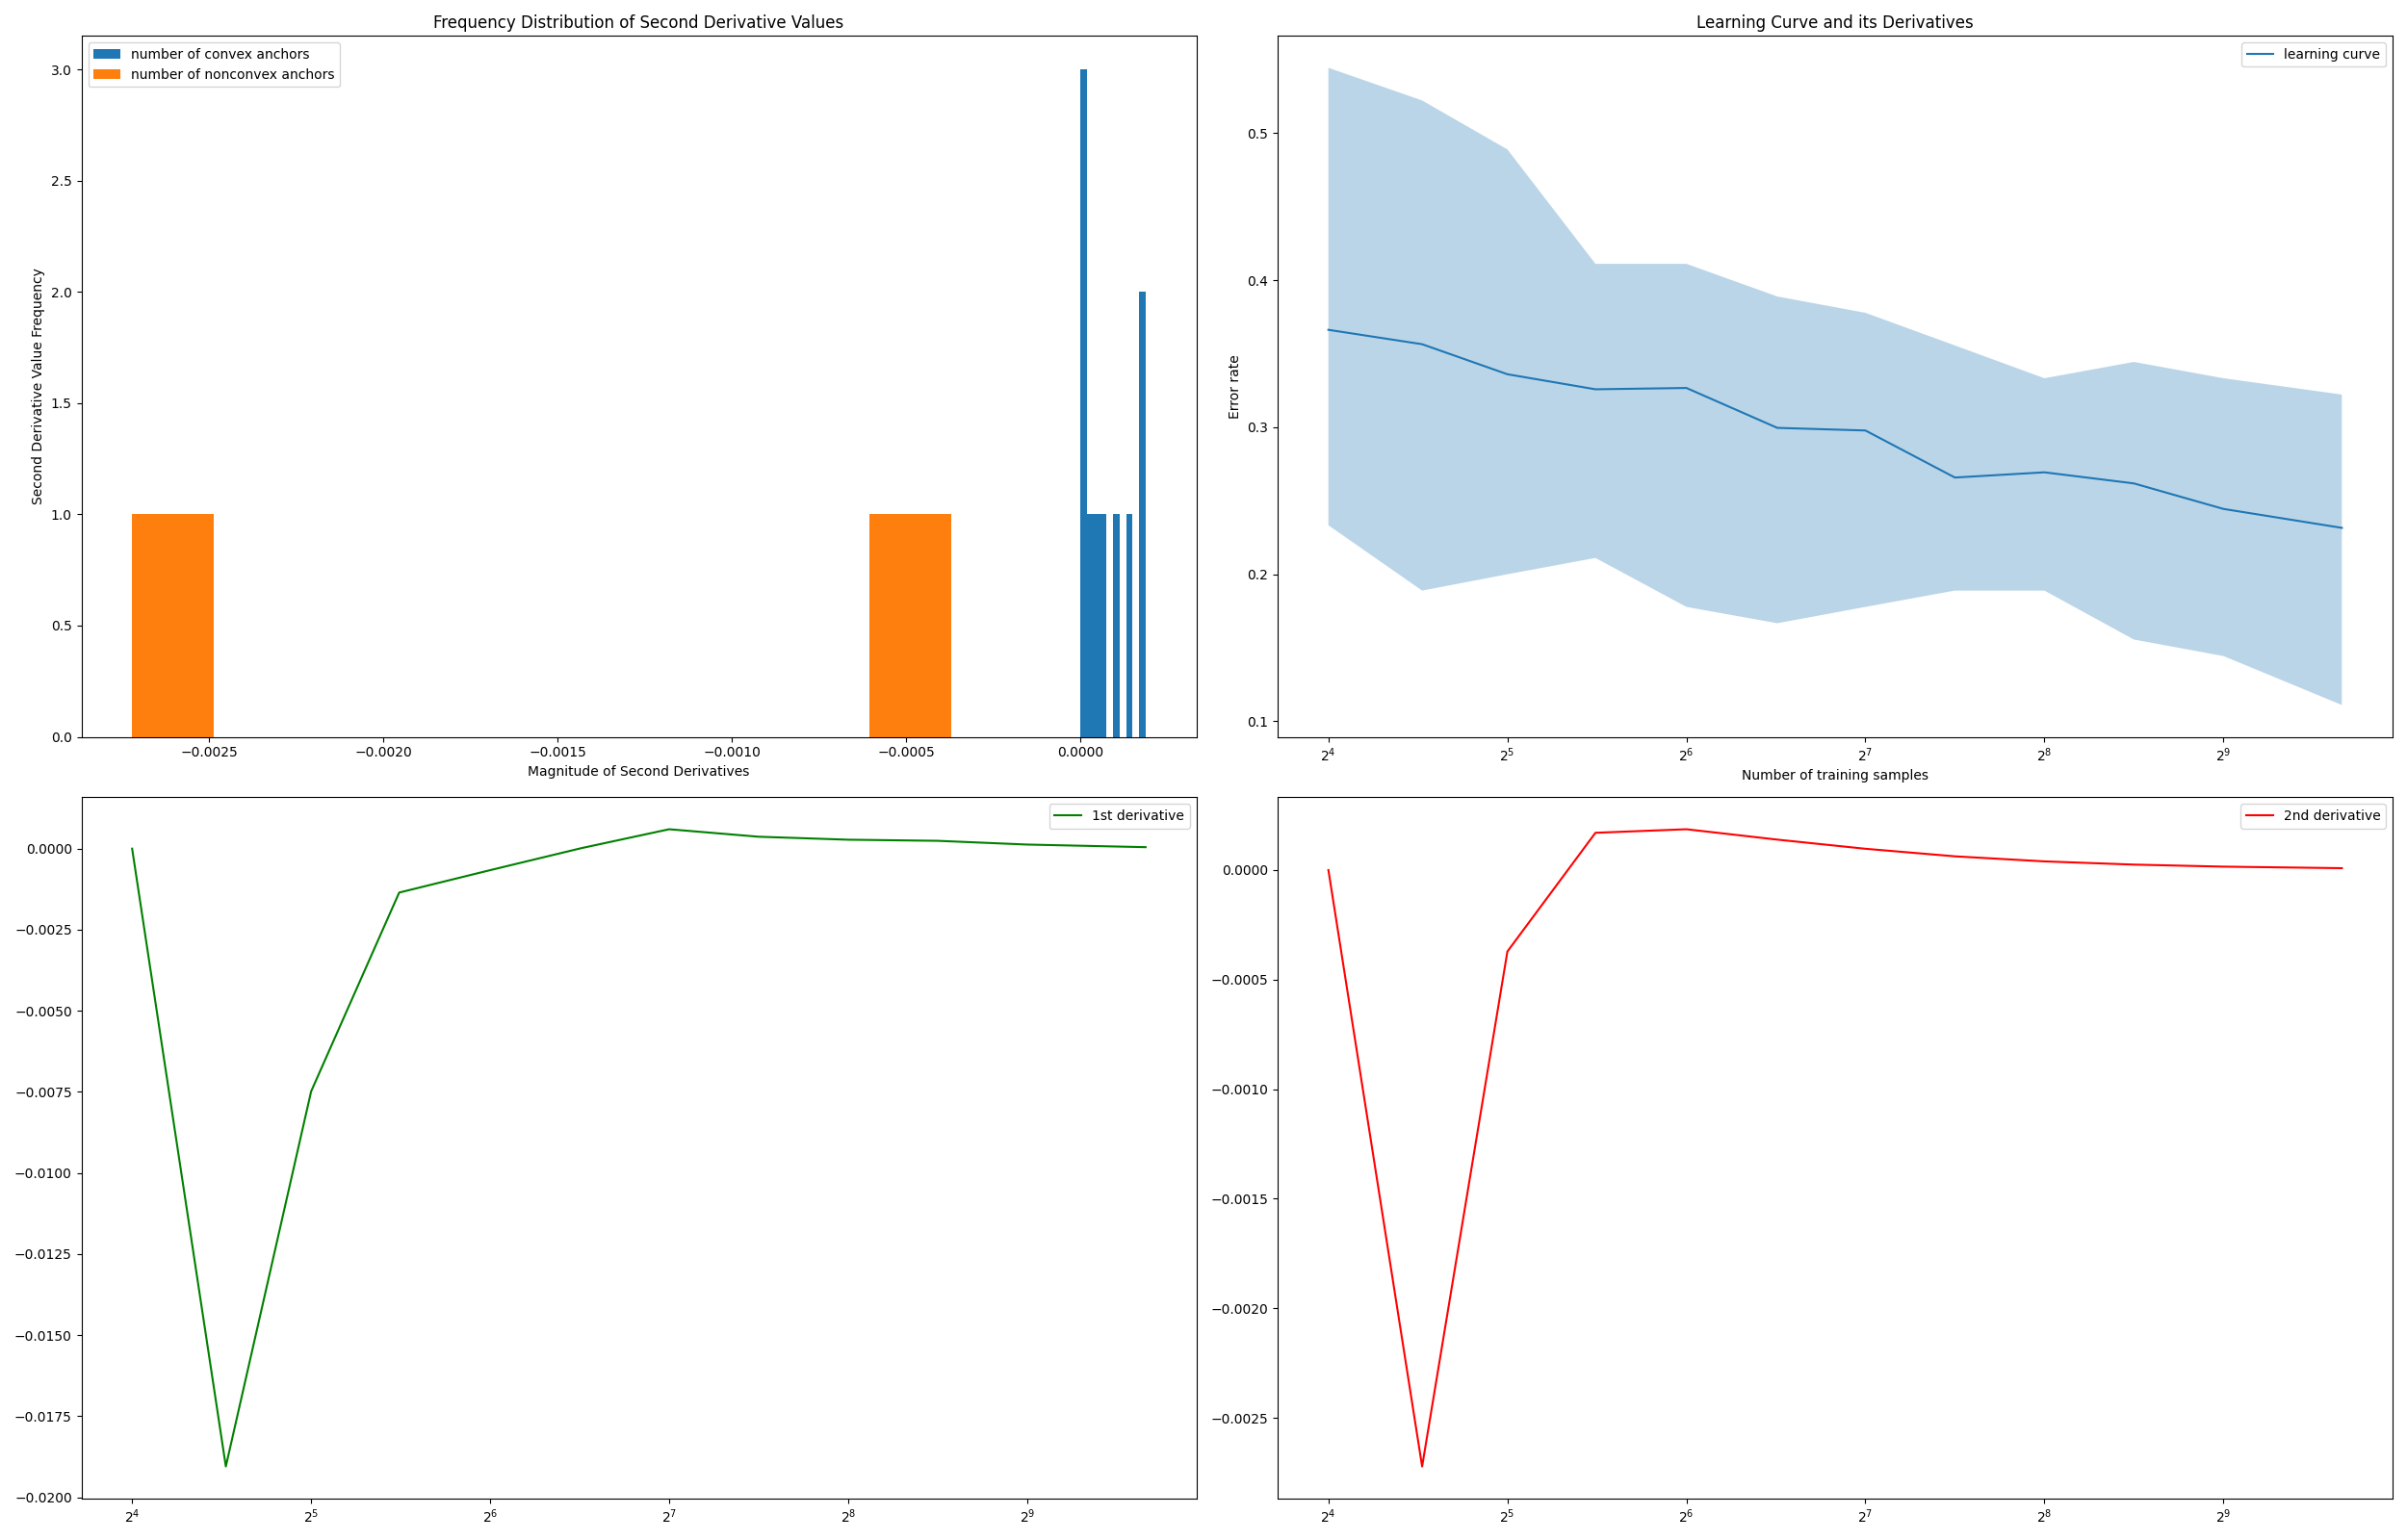 Frequency Distribution of Second Derivative Values
number of convex anchors
number of nonconvex anchors
Second Derivative Value Frequency
3.0
2.5
2.0
1.5
1.0
0.5
0.0
−0.0025 −0.0020 −0.0015 −0.0010 −0.0005 0.0000
Magnitude of Second Derivatives
Learning Curve and its Derivatives
learning curve
Error rate
0.5
0.4
0.3
0.2
0.1
2⁴ 2⁵ 2⁶ 2⁷ 2⁸ 2⁹
Number of training samples
1st derivative
0.0000
−0.0025
−0.0050
−0.0075
−0.0100
−0.0125
−0.0150
−0.0175
−0.0200
2⁴ 2⁵ 2⁶ 2⁷ 2⁸ 2⁹
2nd derivative
0.0000
−0.0005
−0.0010
−0.0015
−0.0020
−0.0025
2⁴ 2⁵ 2⁶ 2⁷ 2⁸ 2⁹